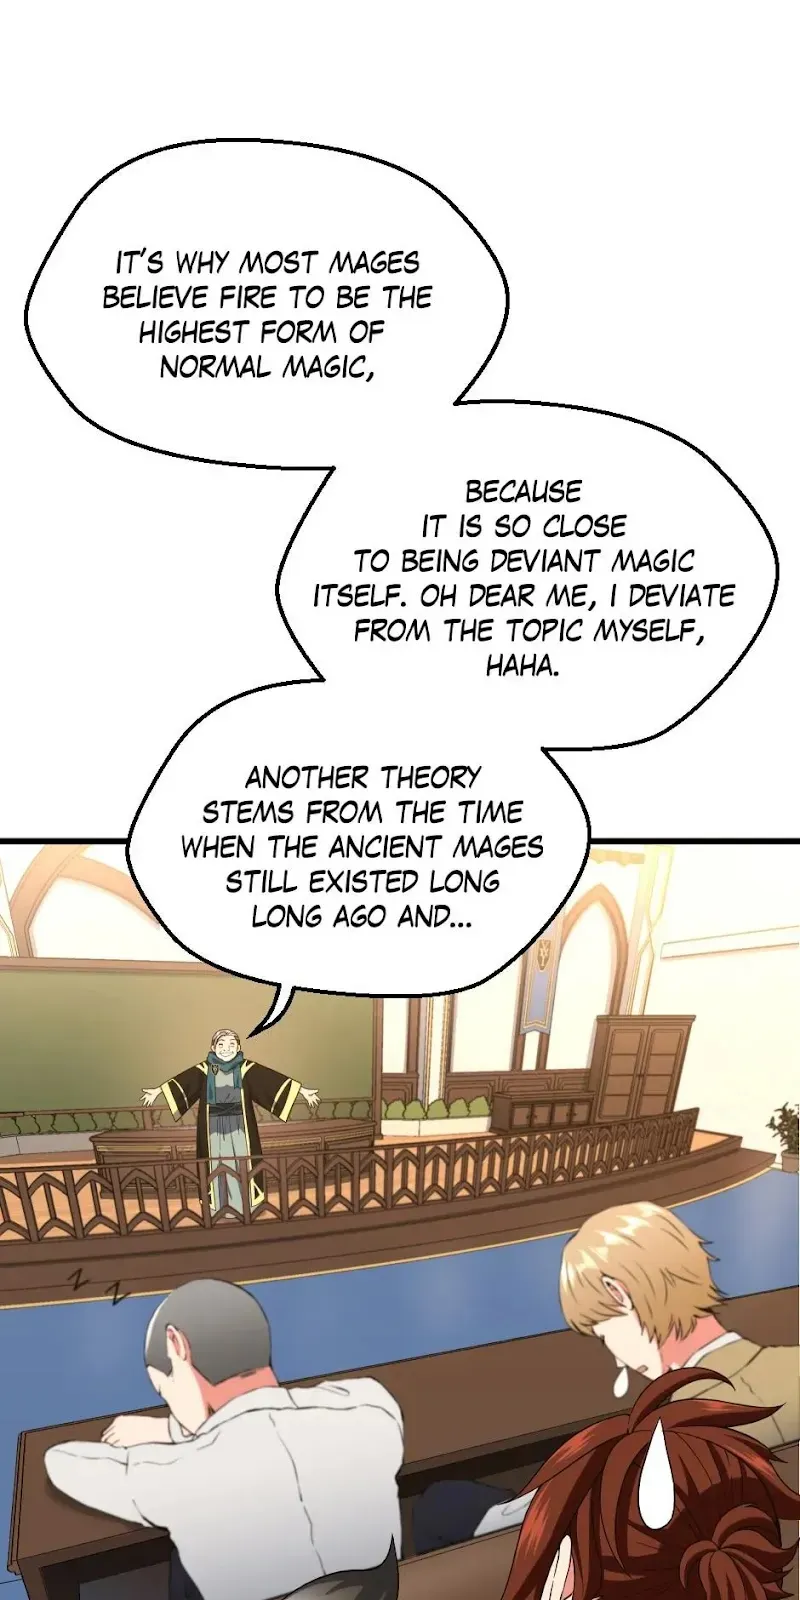 IT'S WHY MOST MAGES
BELIEVE FIRE TO BE THE
HIGHEST FORM OF
NORMAL MAGIC,
BECAUSE
IT IS SO CLOSE
TO BEING DEVIANT MAGIC
ITSELF. OH DEAR ME, I DEVIATE
FROM THE TOPIC MYSELF,
HAHA.
ANOTHER THEORY
STEMS FROM THE TIME
WHEN THE ANCIENT MAGES
STILL EXISTED LONG
LONG AGO AND...
Z Z